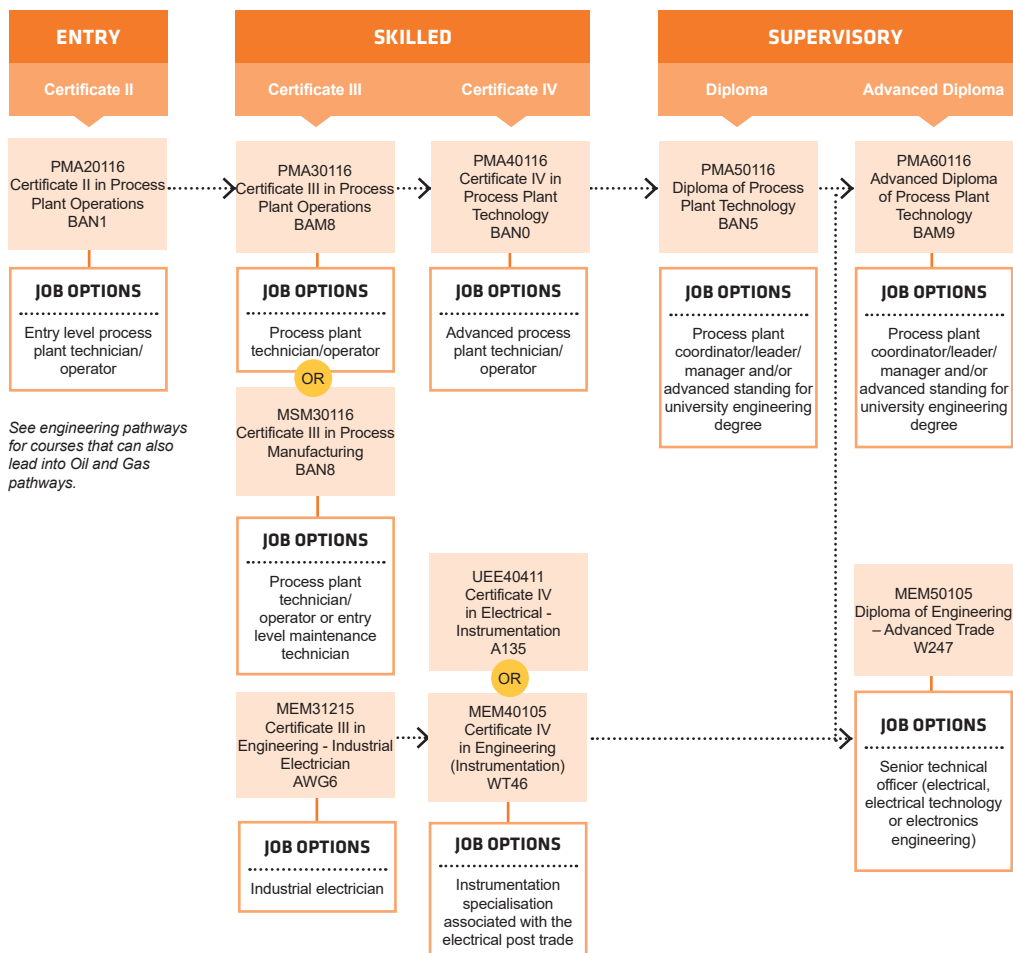 ENTRY
SKILLED
SUPERVISORY
Certificate II
Certificate III
Certificate IV
Diploma
Advanced Diploma
PMA20116
Certificate II in Process
Plant Operations
BAN1
PMA30116
Certificate III in Process
Plant Operations
BAM8
PMA40116
Certificate IV in
Process Plant
Technology
BAN0
PMA50116
Diploma of Process
Plant Technology
BAN5
PMA60116
Advanced Diploma
of Process Plant
Technology
BAM9
JOB OPTIONS
Entry level process
plant technician/
operator
JOB OPTIONS
Process plant
technician/operator
JOB OPTIONS
Advanced process
plant technician/
operator
JOB OPTIONS
Process plant
coordinator/leader/
manager and/or
advanced standing for
university engineering
degree
JOB OPTIONS
Process plant
coordinator/leader/
manager and/or
advanced standing for
university engineering
degree
See engineering pathways
for courses that can also
lead into Oil and Gas
pathways.
OR
MSM30116
Certificate III in Process
Manufacturing
BAN8
JOB OPTIONS
Process plant
technician/
operator or entry
level maintenance
technician
UEE40411
Certificate IV
in Electrical -
Instrumentation
A135
OR
MEM50105
Diploma of Engineering
– Advanced Trade
W247
MEM31215
Certificate III in
Engineering - Industrial
Electrician
AWG6
MEM40105
Certificate IV
in Engineering
(Instrumentation)
WT46
JOB OPTIONS
Senior technical
officer (electrical,
electrical technology
or electronics
engineering)
JOB OPTIONS
Industrial electrician
JOB OPTIONS
Instrumentation
specialisation
associated with the
electrical post trade